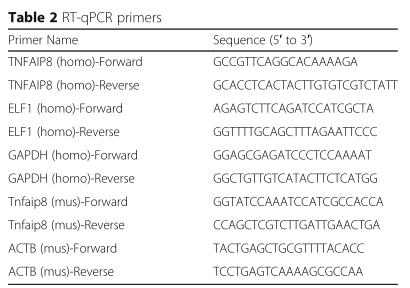 Table 2 RT-qPCR primers
Primer Name Sequence (5′ to 3′)
TNFAIP8 (homo)-Forward GCCGTTCAGGCACAAAAGA
TNFAIP8 (homo)-Reverse GCACCTCACTACTTGTGTCGTCTATT
ELF1 (homo)-Forward AGAGTCTTCAGATCCATCGCTA
ELF1 (homo)-Reverse GGTTTTGCAGCTTTAGAATTCCC
GAPDH (homo)-Forward GGAGCGAGATCCCTCCAAAAT
GAPDH (homo)-Reverse GGCTGTTGTCATACTTCTCATGG
Tnfaip8 (mus)-Forward GGTATCCAAATCCATCGCCACCA
Tnfaip8 (mus)-Reverse CCAGCTCGTCTTGATTGAACTGA
ACTB (mus)-Forward TACTGAGCTGCGTTTTACACC
ACTB (mus)-Reverse TCCTGAGTCAAAAGCGCCAA